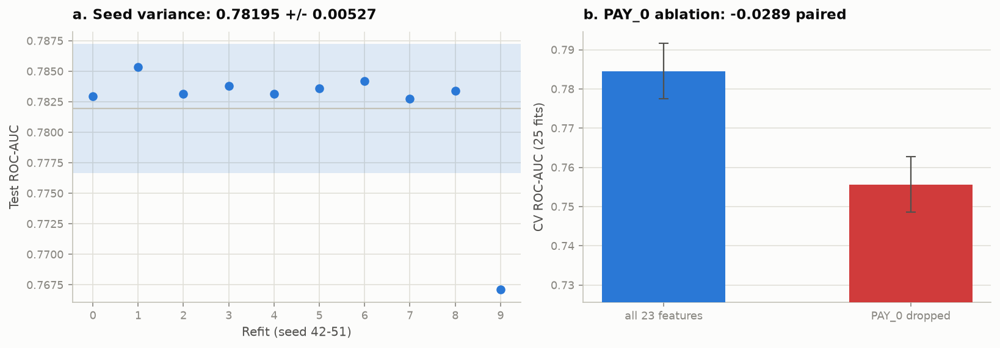 a. Seed variance: 0.78195 +/- 0.00527
Test ROC-AUC
0.7875
0.7850
0.7825
0.7800
0.7775
0.7750
0.7725
0.7700
0.7675
0 1 2 3 4 5 6 7 8 9
Refit (seed 42-51)
b. PAY_0 ablation: -0.0289 paired
CV ROC-AUC (25 fits)
0.79
0.78
0.77
0.76
0.75
0.74
0.73
all 23 features PAY_0 dropped